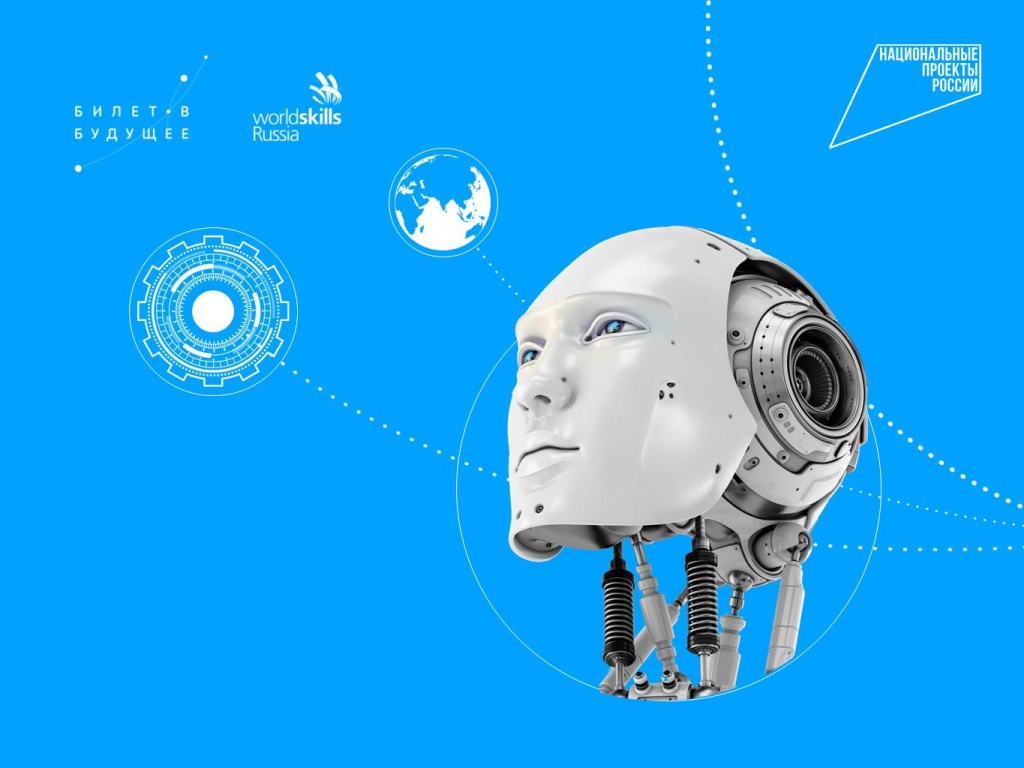 БИЛЕТ В
БУДУЩЕЕ
worldskills
Russia
НАЦИОНАЛЬНЫЕ
ПРОЕКТЫ
РОССИИ